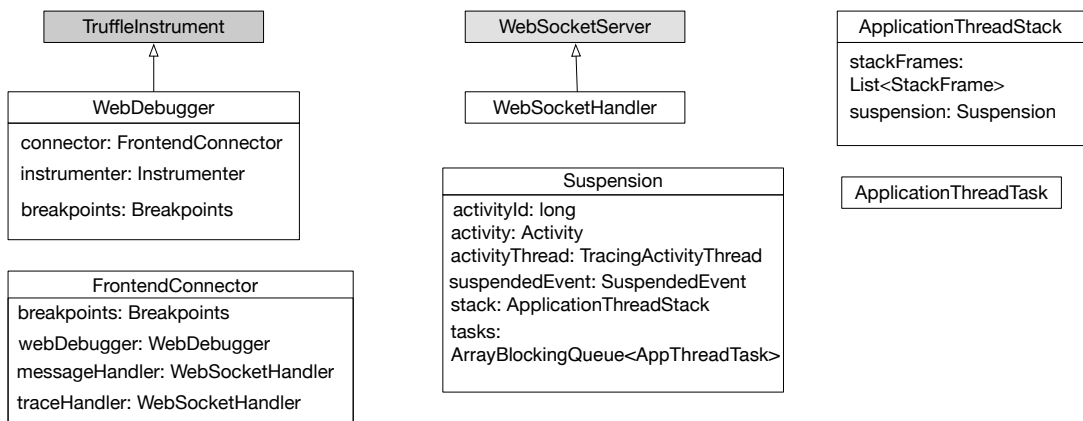 TruffleInstrument
WebDebugger
connector: FrontendConnector
instrumenter: Instrumenter
breakpoints: Breakpoints
FrontendConnector
breakpoints: Breakpoints
webDebugger: WebDebugger
messageHandler: WebSocketHandler
traceHandler: WebSocketHandler
WebSocketServer
WebSocketHandler
Suspension
activityId: long
activity: Activity
activityThread: TracingActivityThread
suspendedEvent: SuspendedEvent
stack: ApplicationThreadStack
tasks:
ArrayBlockingQueue<AppThreadTask>
ApplicationThreadStack
stackFrames:
List<StackFrame>
suspension: Suspension
ApplicationThreadTask